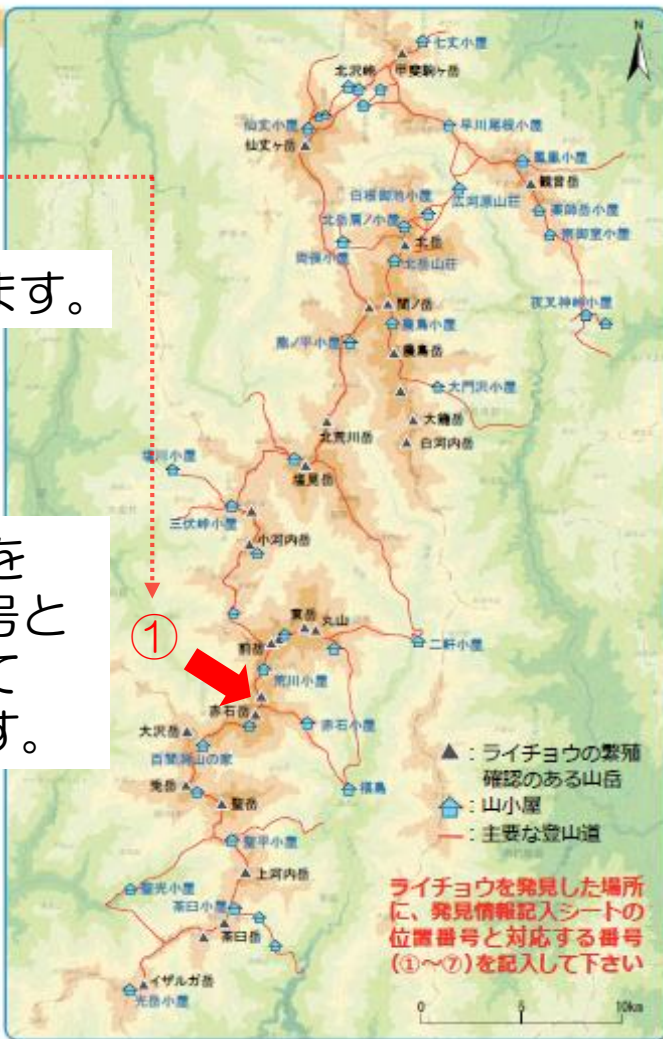 N
七丈小屋
北沢峠
甲斐駒ヶ岳
仙丈小屋
仙丈ケ岳
早川尾根小屋
鳳凰小屋
観音岳
薬師岳小屋
南御室小屋
白根御池小屋
広河原山荘
北岳肩ノ小屋
北岳
両俣小屋
北岳山荘
夜叉神峠小屋
ます。
間ノ岳
農鳥小屋
熊ノ平小屋
農鳥岳
大門沢小屋
大籠岳
北荒川岳
白河内岳
塩川小屋
塩見岳
三伏峠小屋
小河内岳
を
号と
て
す。
①
東岳
丸山
前岳
二軒小屋
荒川小屋
赤石岳
赤石小屋
大沢岳
百間洞山の家
兎岳
聖岳
椹島
聖平小屋
上河内岳
聖光小屋
茶臼小屋
茶臼岳
イザルガ岳
光岳小屋
▲：ライチョウの繁殖
確認のある山岳
：山小屋
：主要な登山道
ライチョウを発見した場所
に、発見情報記入シートの
位置番号と対応する番号
(①～⑦)を記入して下さい
0 5 10km